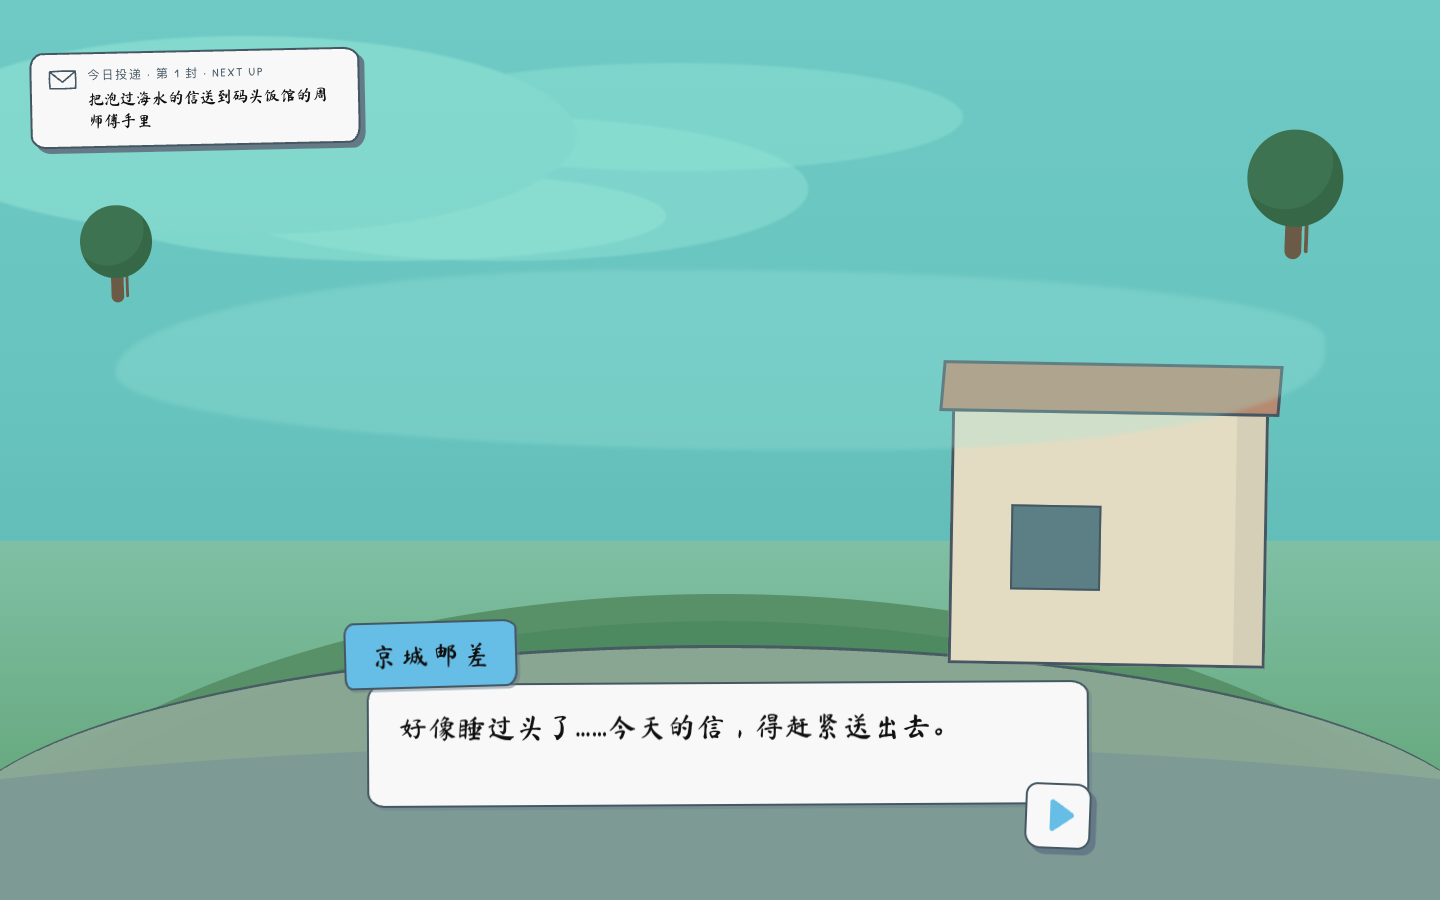 今日投递 · 第 1 封 · NEXT UP
把泡过海水的信送到码头饭馆的周
师傅手里
京城邮差
好像睡过头了……今天的信，得赶紧送出去。